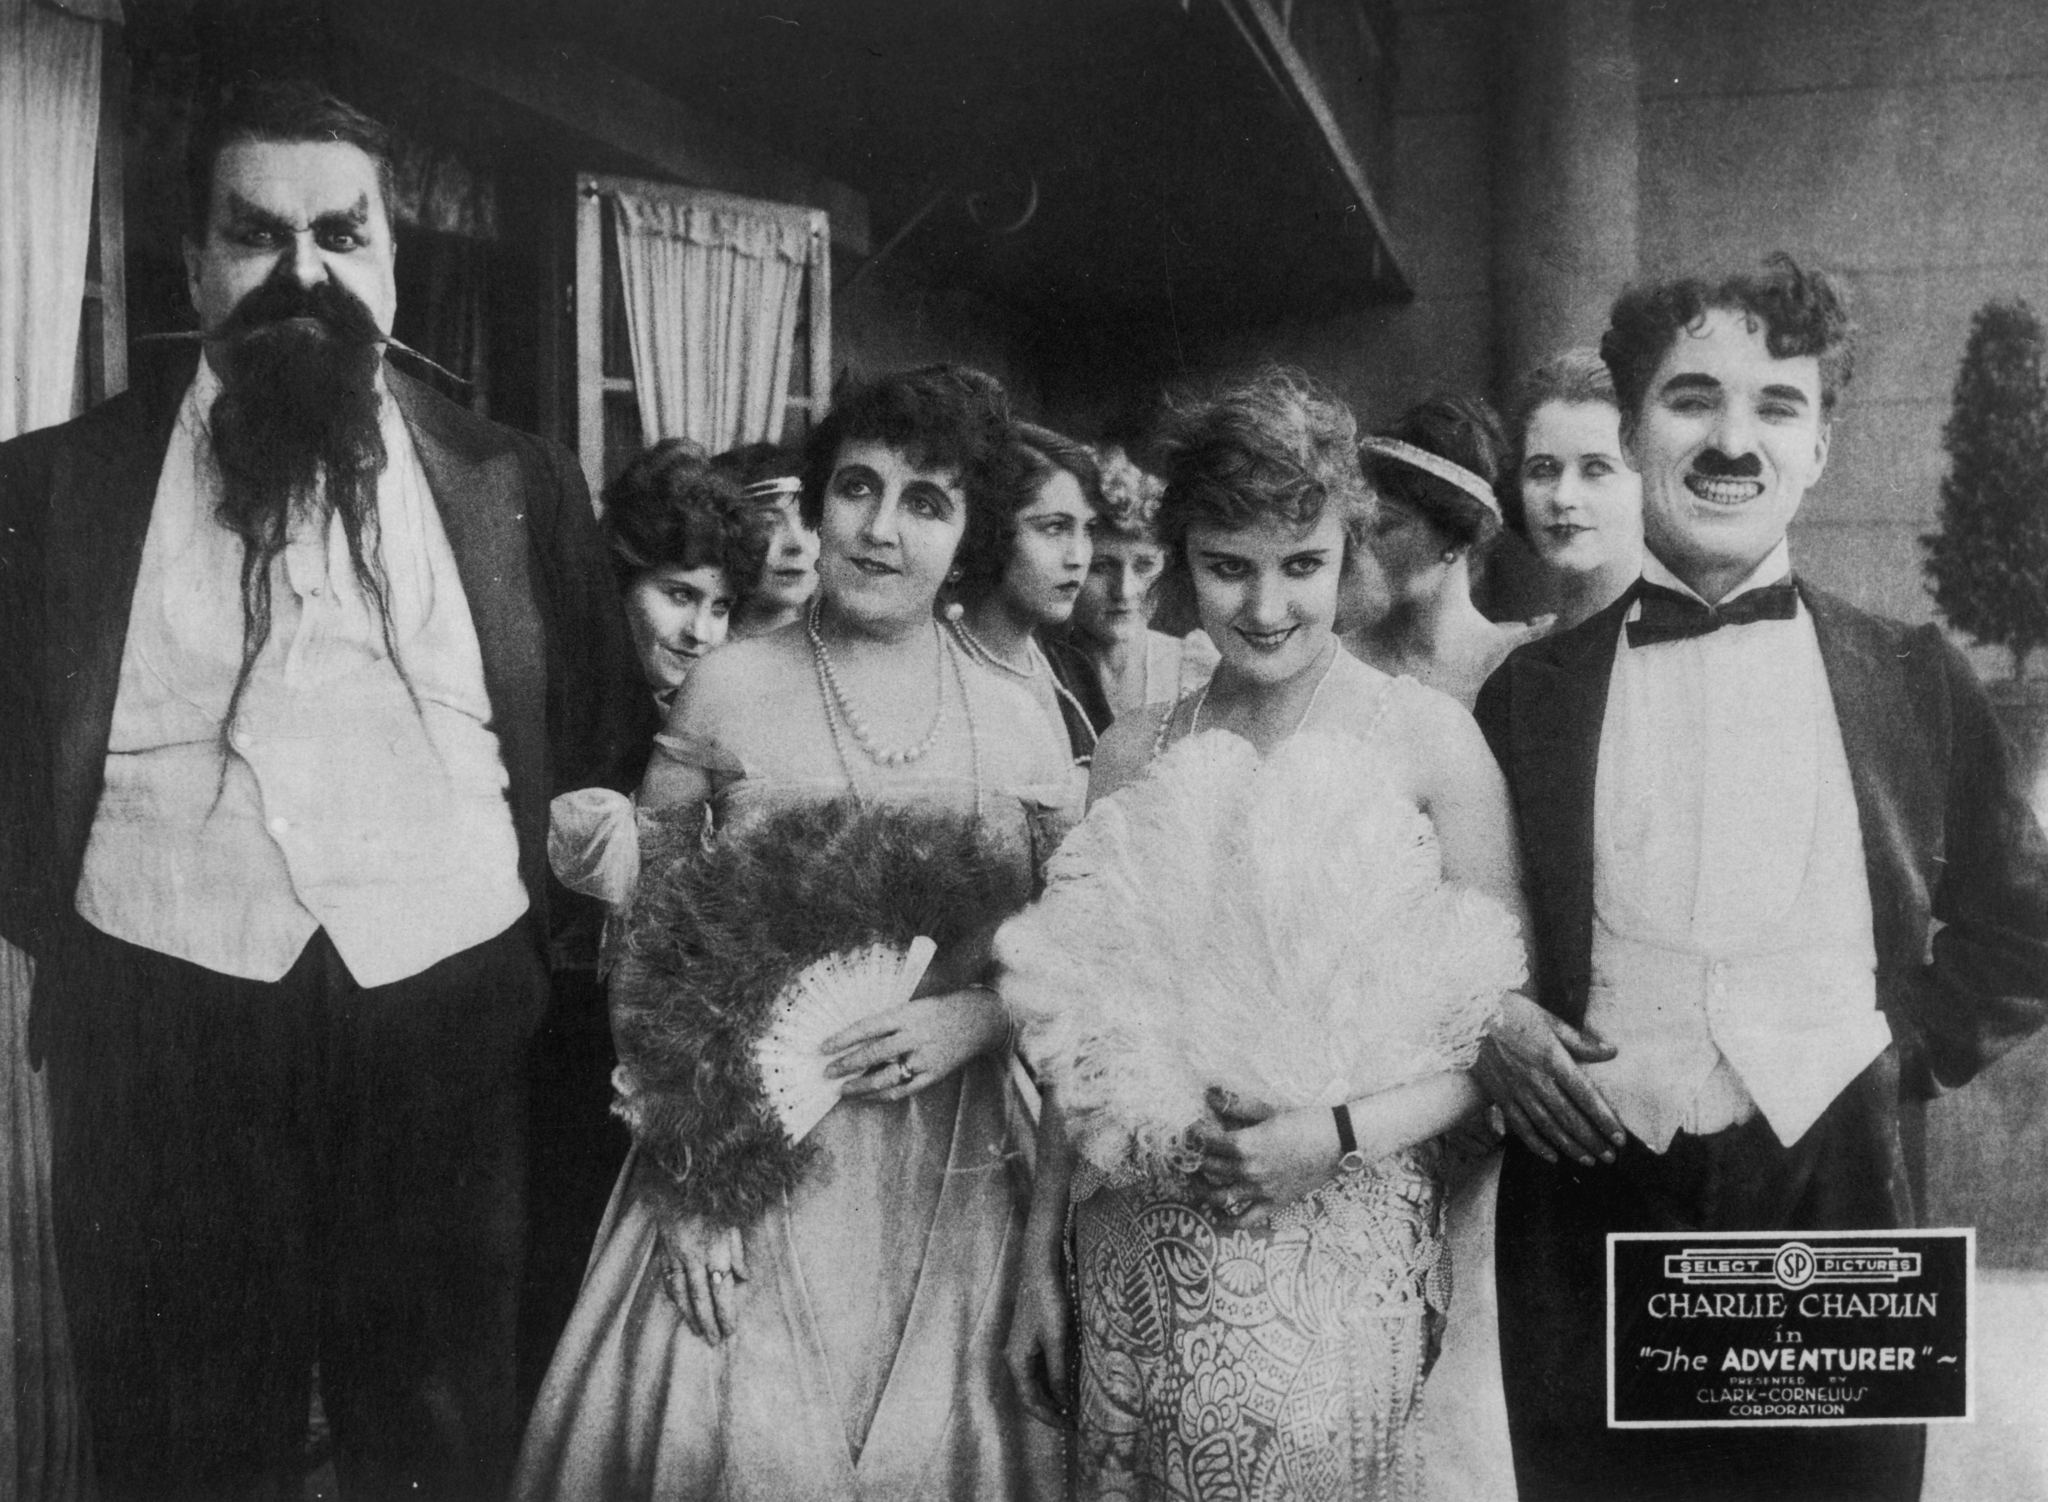 SELECT SP PICTURES
CHARLIE CHAPLIN
in
"The ADVENTURER" ~
PRESENTED BY
CLARK-CORNELIUS
CORPORATION